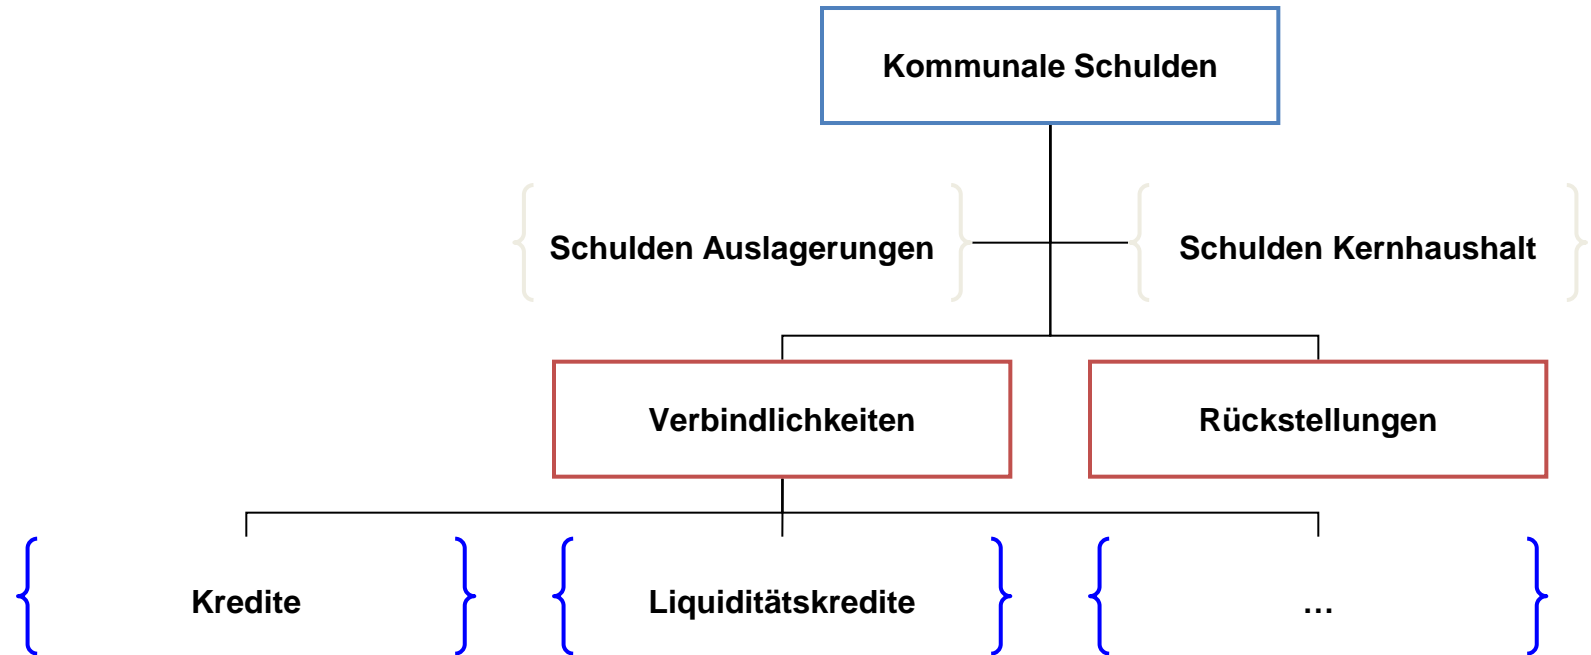 Kommunale Schulden
Schulden Auslagerungen
Schulden Kernhaushalt
Verbindlichkeiten
Rückstellungen
Kredite
Liquiditätskredite
…